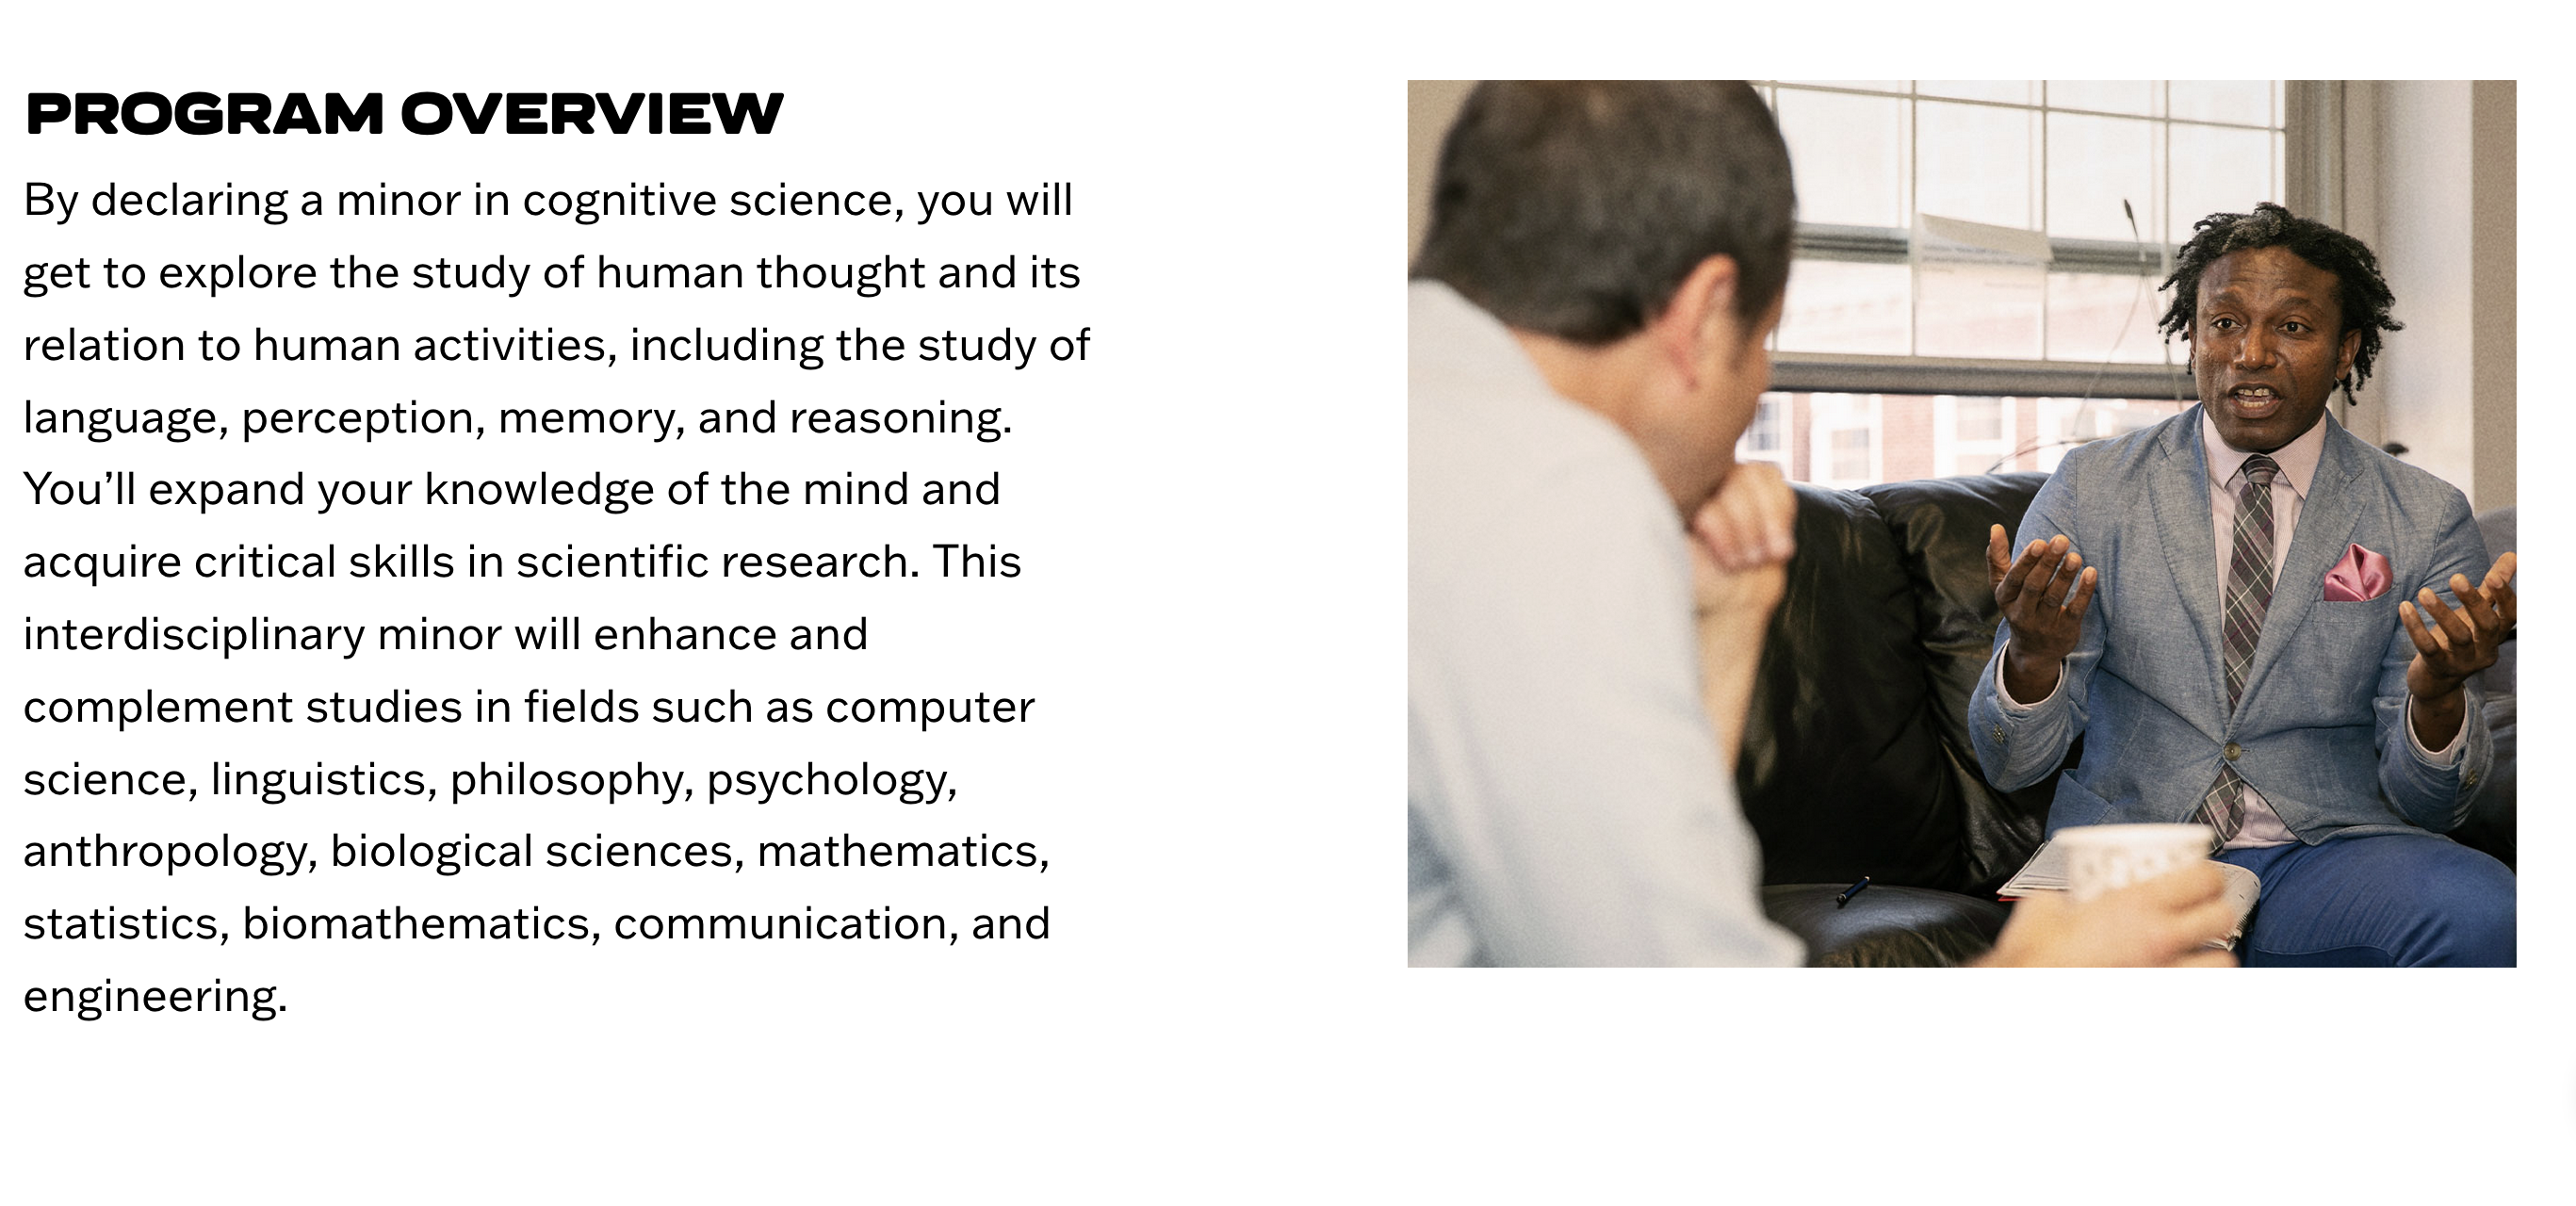 PROGRAM OVERVIEW
By declaring a minor in cognitive science, you will
get to explore the study of human thought and its
relation to human activities, including the study of
language, perception, memory, and reasoning.
You’ll expand your knowledge of the mind and
acquire critical skills in scientific research. This
interdisciplinary minor will enhance and
complement studies in fields such as computer
science, linguistics, philosophy, psychology,
anthropology, biological sciences, mathematics,
statistics, biomathematics, communication, and
engineering.